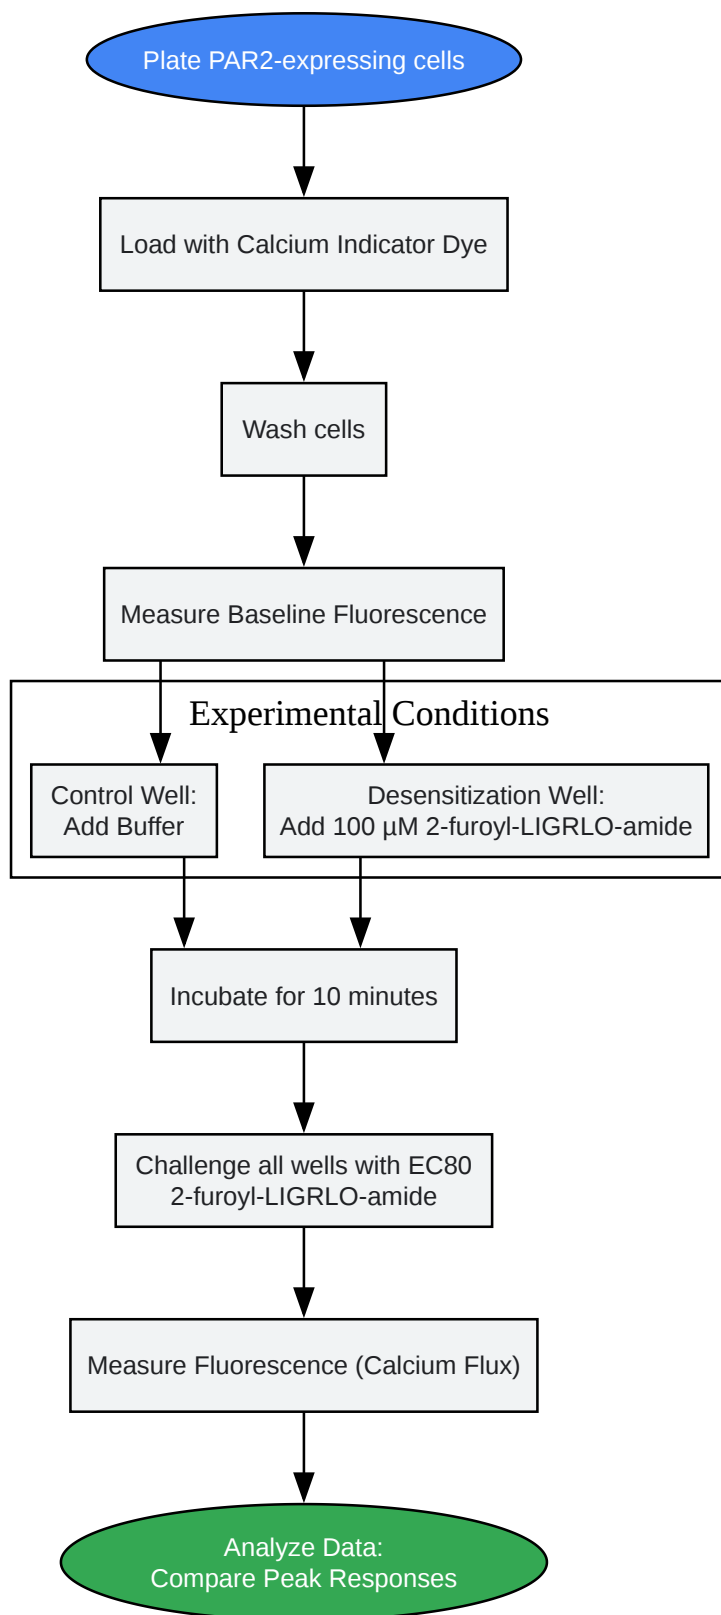 Plate PAR2-expressing cells
Load with Calcium Indicator Dye
Wash cells
Measure Baseline Fluorescence
Experimental Conditions
Control Well:
Add Buffer
Desensitization Well:
Add 100 µM 2-furoyl-LIGRLO-amide
Incubate for 10 minutes
Challenge all wells with EC80
2-furoyl-LIGRLO-amide
Measure Fluorescence (Calcium Flux)
Analyze Data:
Compare Peak Responses